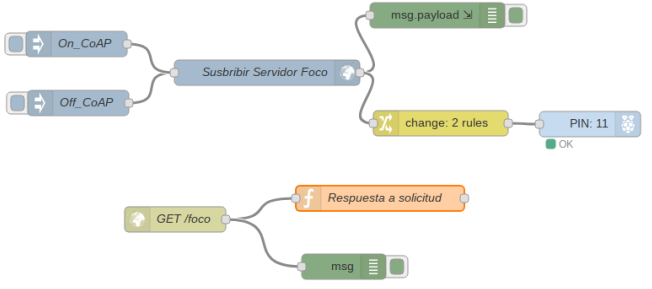 msg.payload ⇲
On_CoAP
Susbribir Servidor Foco
Off_CoAP
change: 2 rules
PIN: 11
OK
Respuesta a solicitud
GET /foco
msg